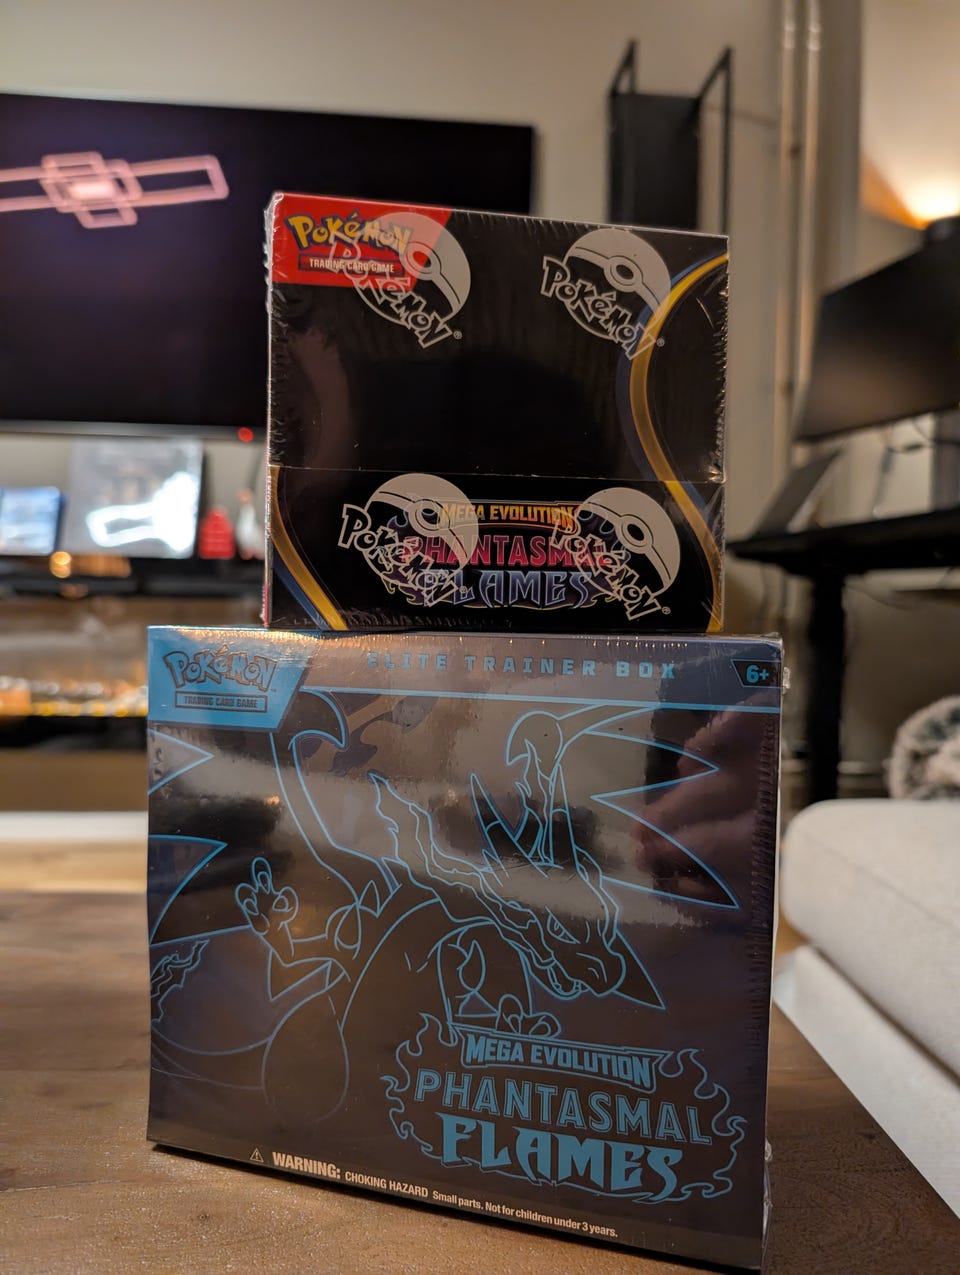 Pokémon
TRADING CARD GAME
Pokémon
Pokémon
MEGA EVOLUTION
PHANTASMAL
FLAMES
Pokémon
Pokémon
Pokémon
TRADING CARD GAME
ELITE TRAINER BOX
6+
MEGA EVOLUTION
PHANTASMAL
FLAMES
WARNING: CHOKING HAZARD Small parts. Not for children under 3 years.